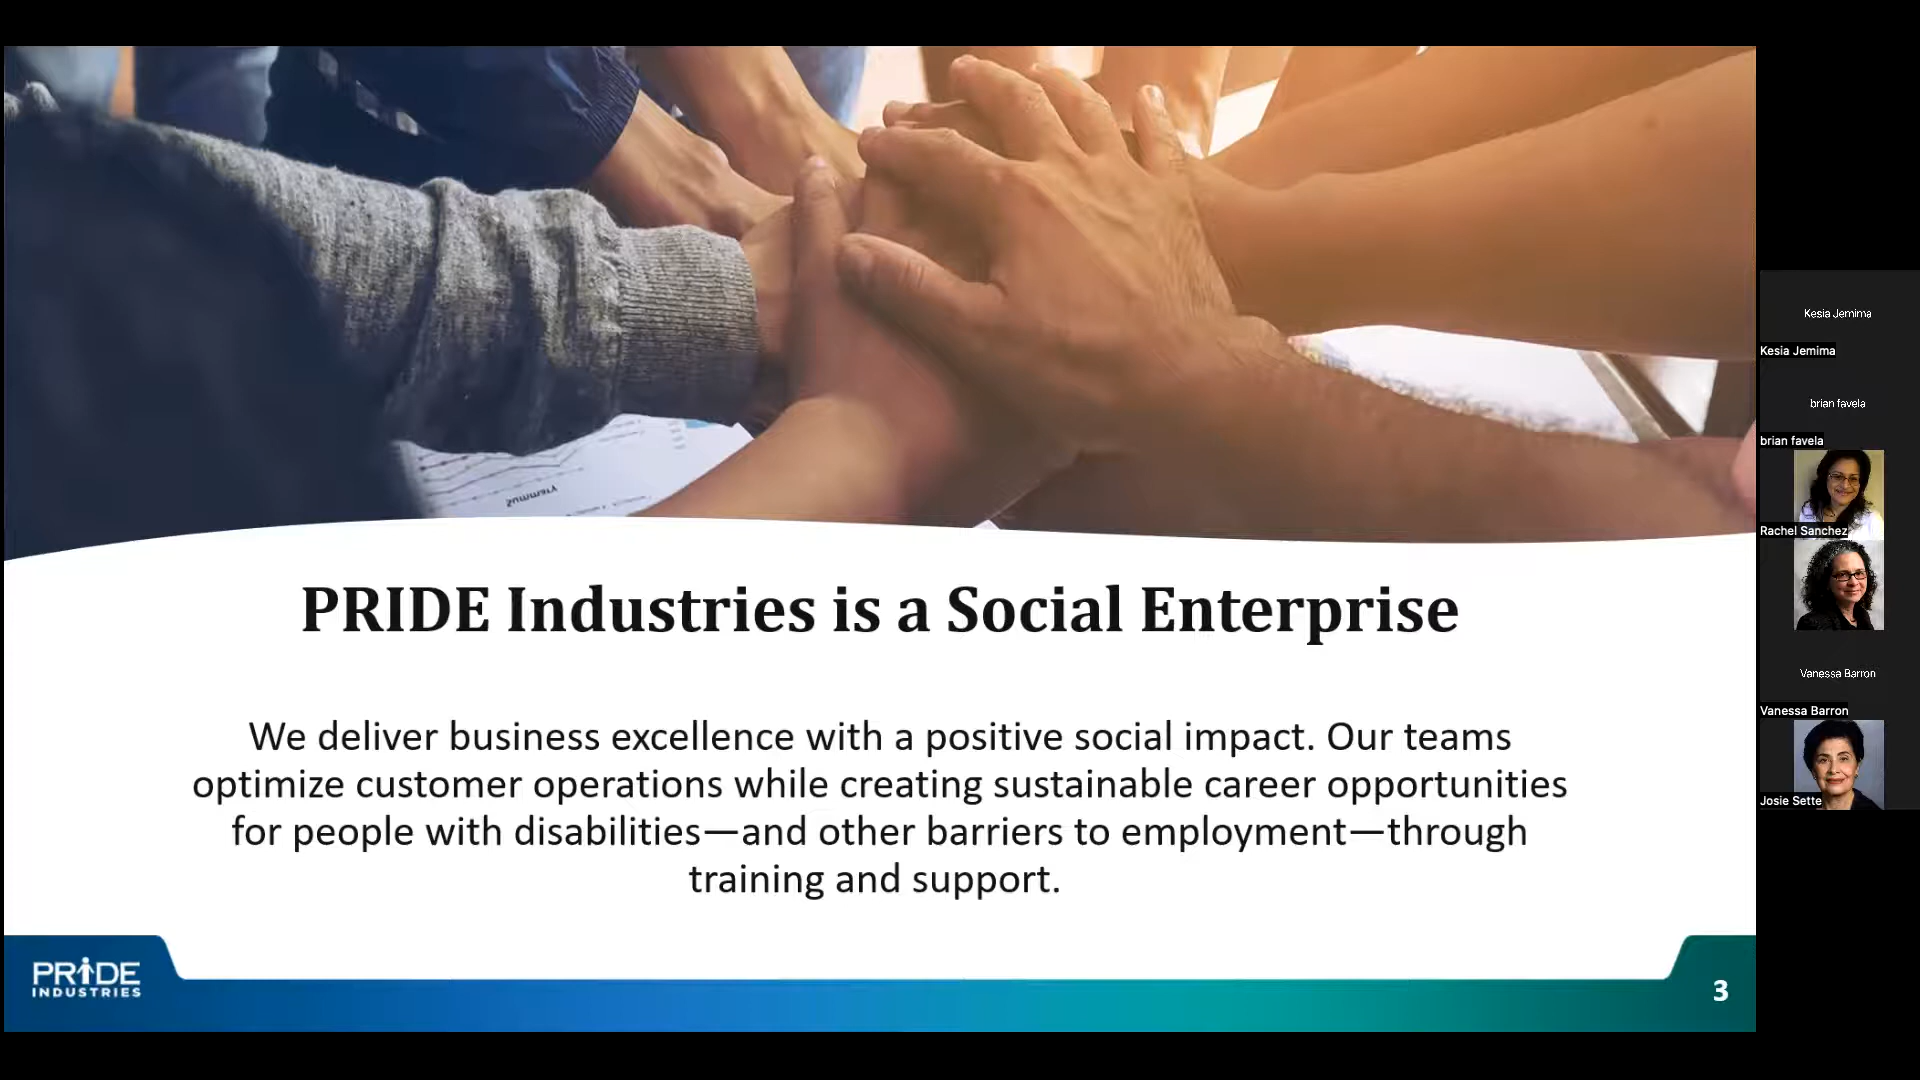 Summary
PRIDE Industries is a Social Enterprise
We deliver business excellence with a positive social impact. Our teams
optimize customer operations while creating sustainable career opportunities
for people with disabilities—and other barriers to employment—through
training and support.
PRIDE
INDUSTRIES
3
Kesia Jemima
Kesia Jemima
brian favela
brian favela
Rachel Sanchez
Vanessa Barron
Vanessa Barron
Josie Sette